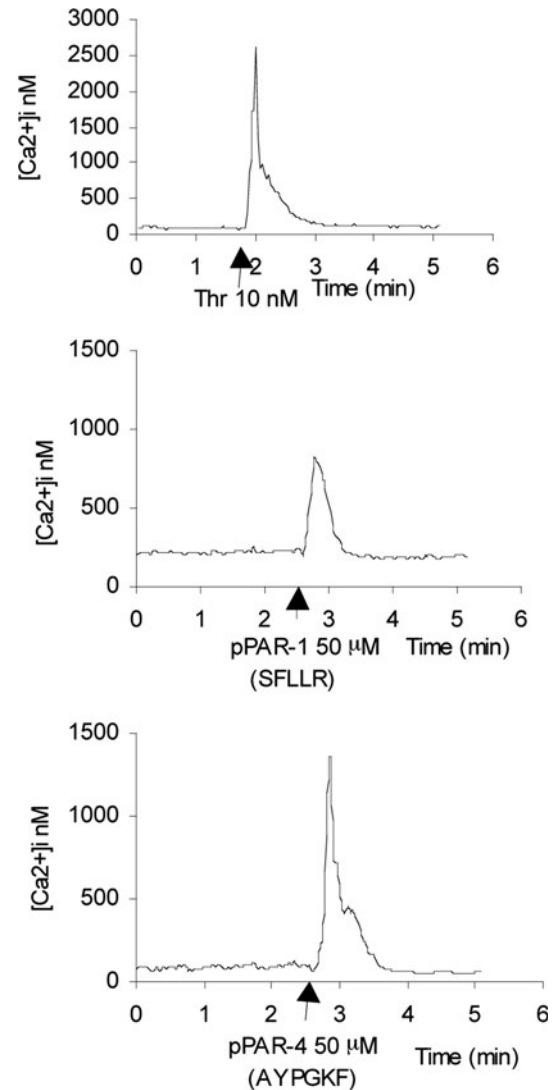 3000
2500
2000
1500
1000
500
0
[Ca2+]i nM
0 1 2 3 4 5 6
Thr 10 nM
Time (min)
1500
1000
500
0
[Ca2+]i nM
0 1 2 3 4 5 6
pPAR-1 50 μM
Time (min)
(SFLLR)
1500
1000
500
0
[Ca2+]i nM
0 1 2 3 4 5 6
pPAR-4 50 μM
Time (min)
(AYPGKF)